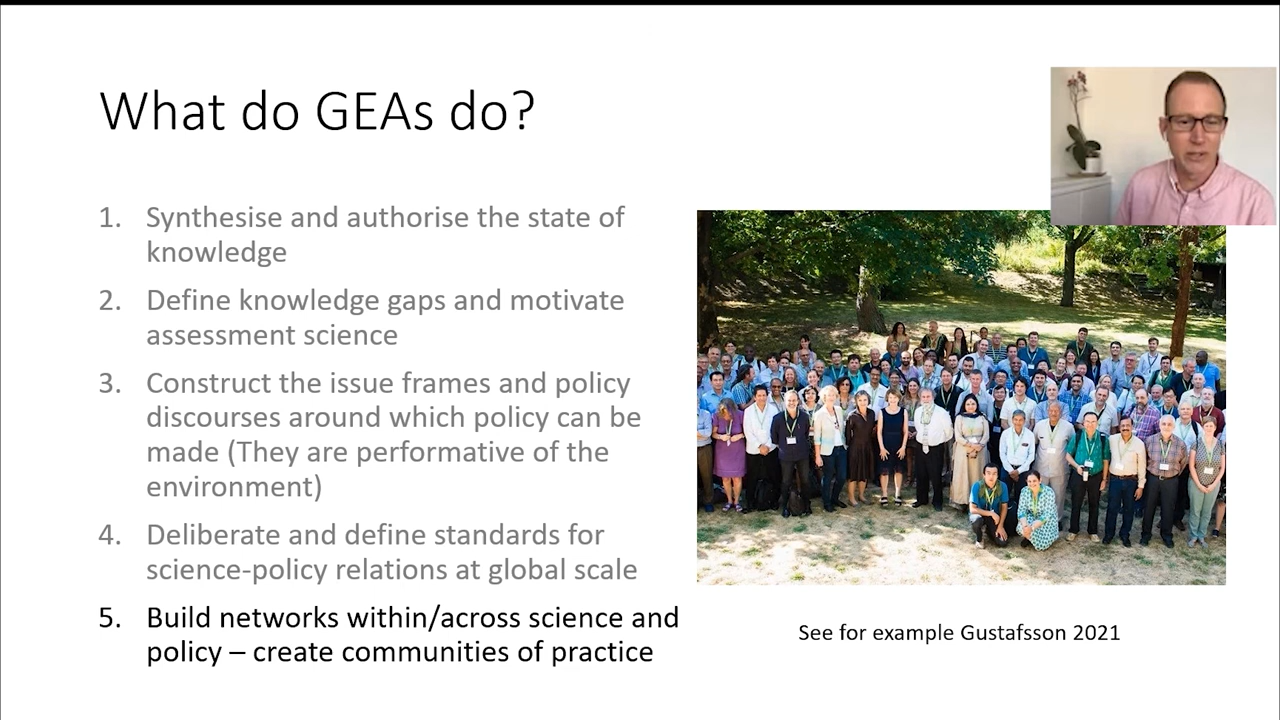 What do GEAs do?
1. Synthesise and authorise the state of
knowledge
2. Define knowledge gaps and motivate
assessment science
3. Construct the issue frames and policy
discourses around which policy can be
made (They are performative of the
environment)
4. Deliberate and define standards for
science-policy relations at global scale
5. Build networks within/across science and
policy – create communities of practice
See for example Gustafsson 2021